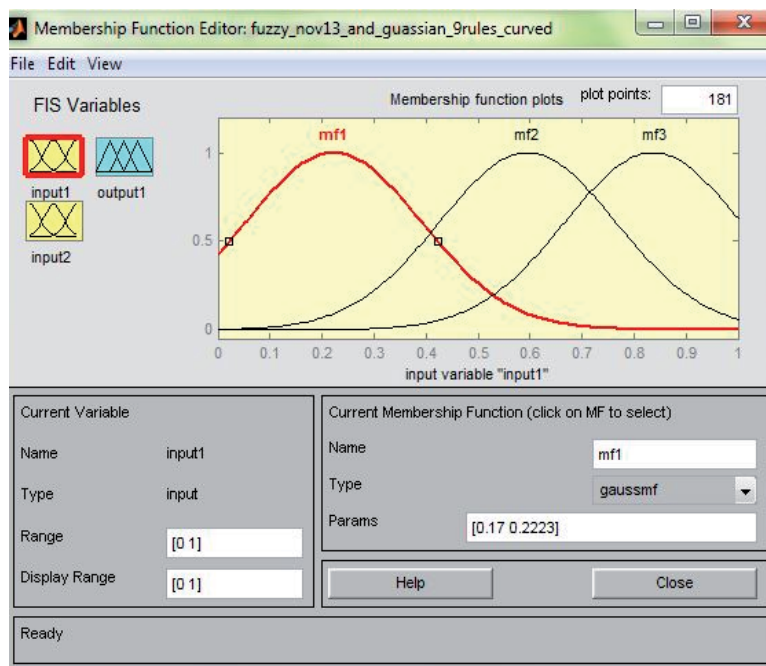 Membership Function Editor: fuzzy_nov13_and_guassian_9rules_curved
File Edit View
FIS Variables
Membership function plots
plot points:
181
input1
output1
input2
mf1
mf2
mf3
1
0.5
0
0 0.1 0.2 0.3 0.4 0.5 0.6 0.7 0.8 0.9 1
input variable "input1"
Current Variable
Name input1
Type input
Range [0 1]
Display Range [0 1]
Current Membership Function (click on MF to select)
Name mf1
Type gaussmf
Params [0.17 0.2223]
Help Close
Ready